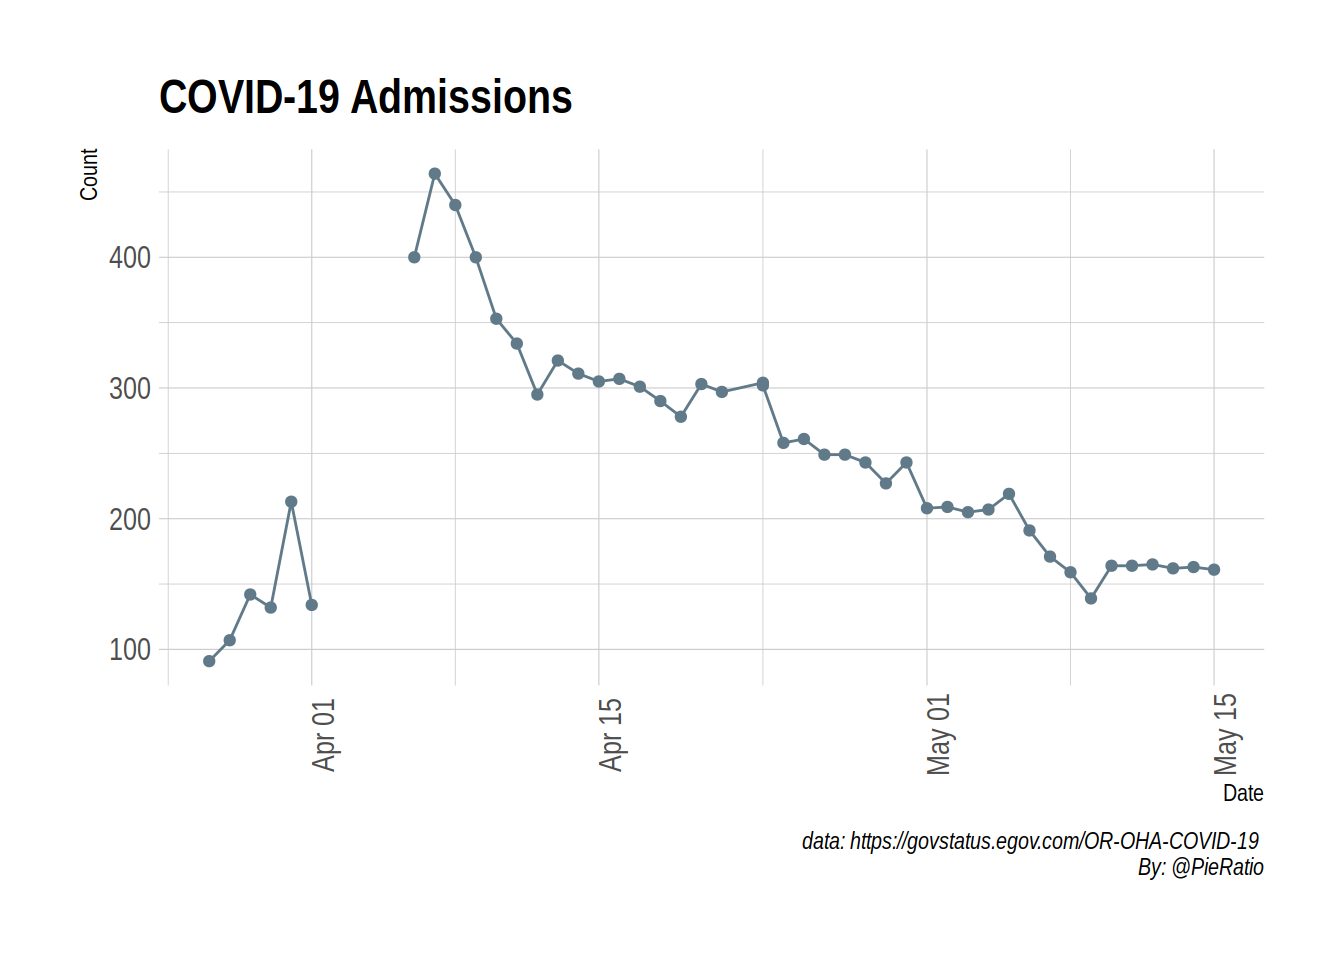 COVID-19 Admissions
Count
400
300
200
100
Apr 01
Apr 15
May 01
May 15
Date
data: https://govstatus.egov.com/OR-OHA-COVID-19
By: @PieRatio